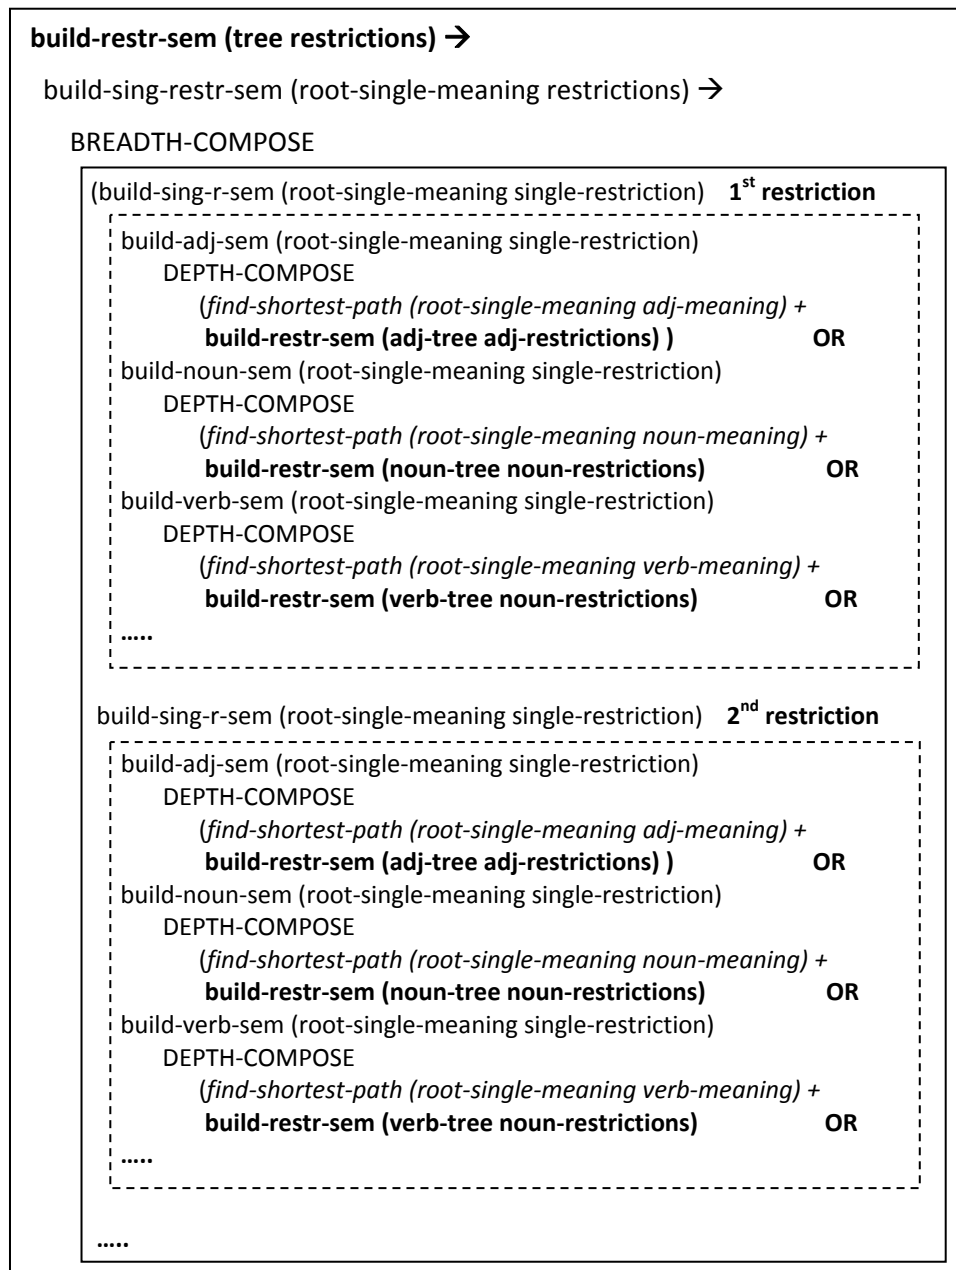 build-restr-sem (tree restrictions) →
build-sing-restr-sem (root-single-meaning restrictions) →
BREADTH-COMPOSE
(build-sing-r-sem (root-single-meaning single-restriction) 1st restriction
build-adj-sem (root-single-meaning single-restriction)
DEPTH-COMPOSE
(find-shortest-path (root-single-meaning adj-meaning) +
build-restr-sem (adj-tree adj-restrictions) ) OR
build-noun-sem (root-single-meaning single-restriction)
DEPTH-COMPOSE
(find-shortest-path (root-single-meaning noun-meaning) +
build-restr-sem (noun-tree noun-restrictions) OR
build-verb-sem (root-single-meaning single-restriction)
DEPTH-COMPOSE
(find-shortest-path (root-single-meaning verb-meaning) +
build-restr-sem (verb-tree noun-restrictions) OR
.....
build-sing-r-sem (root-single-meaning single-restriction) 2nd restriction
build-adj-sem (root-single-meaning single-restriction)
DEPTH-COMPOSE
(find-shortest-path (root-single-meaning adj-meaning) +
build-restr-sem (adj-tree adj-restrictions) ) OR
build-noun-sem (root-single-meaning single-restriction)
DEPTH-COMPOSE
(find-shortest-path (root-single-meaning noun-meaning) +
build-restr-sem (noun-tree noun-restrictions) OR
build-verb-sem (root-single-meaning single-restriction)
DEPTH-COMPOSE
(find-shortest-path (root-single-meaning verb-meaning) +
build-restr-sem (verb-tree noun-restrictions) OR
.....
.....